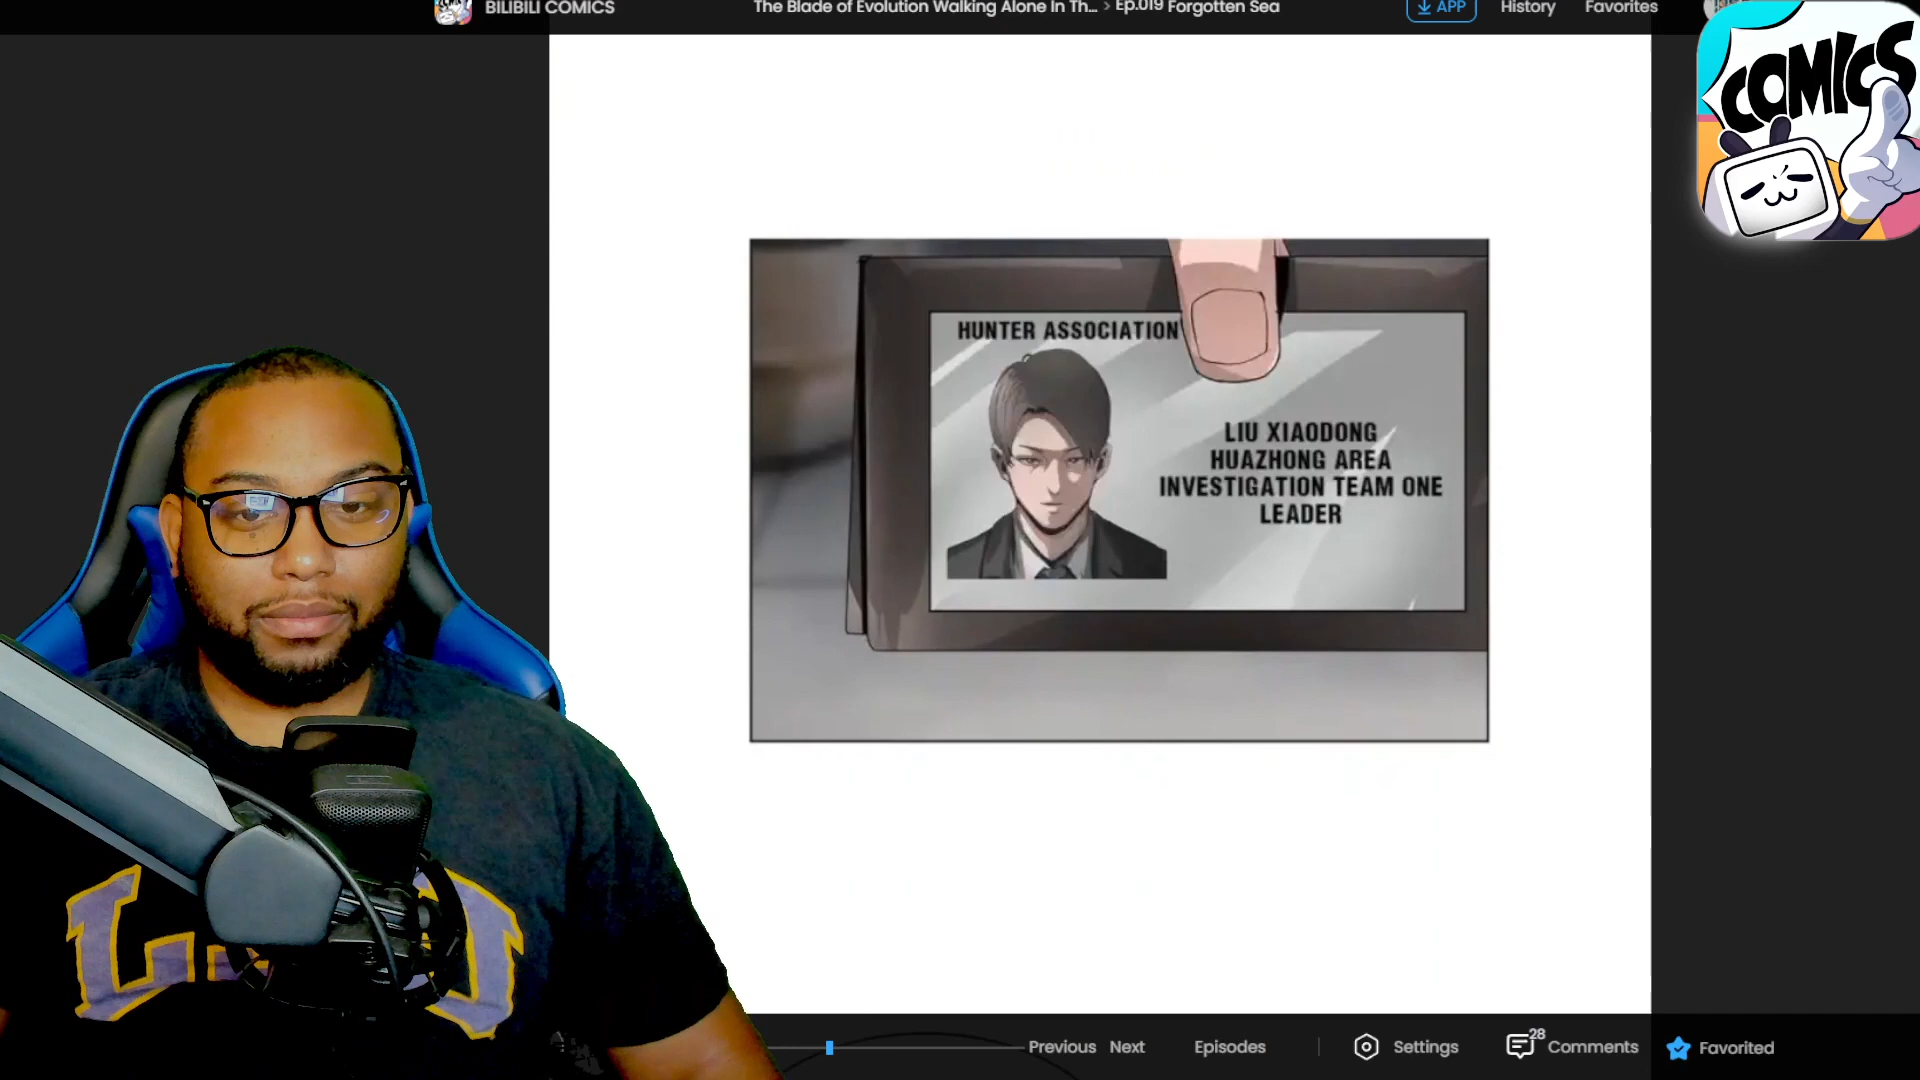 BILIBILI COMICS
The Blade of Evolution Walking Alone In Th... > Ep.019 Forgotten Sea
APP
History
Favorites
COMICS
HUNTER ASSOCIATION
LIU XIAODONG
HUAZHONG AREA
INVESTIGATION TEAM ONE
LEADER
Previous
Next
Episodes
Settings
28
Comments
Favorited